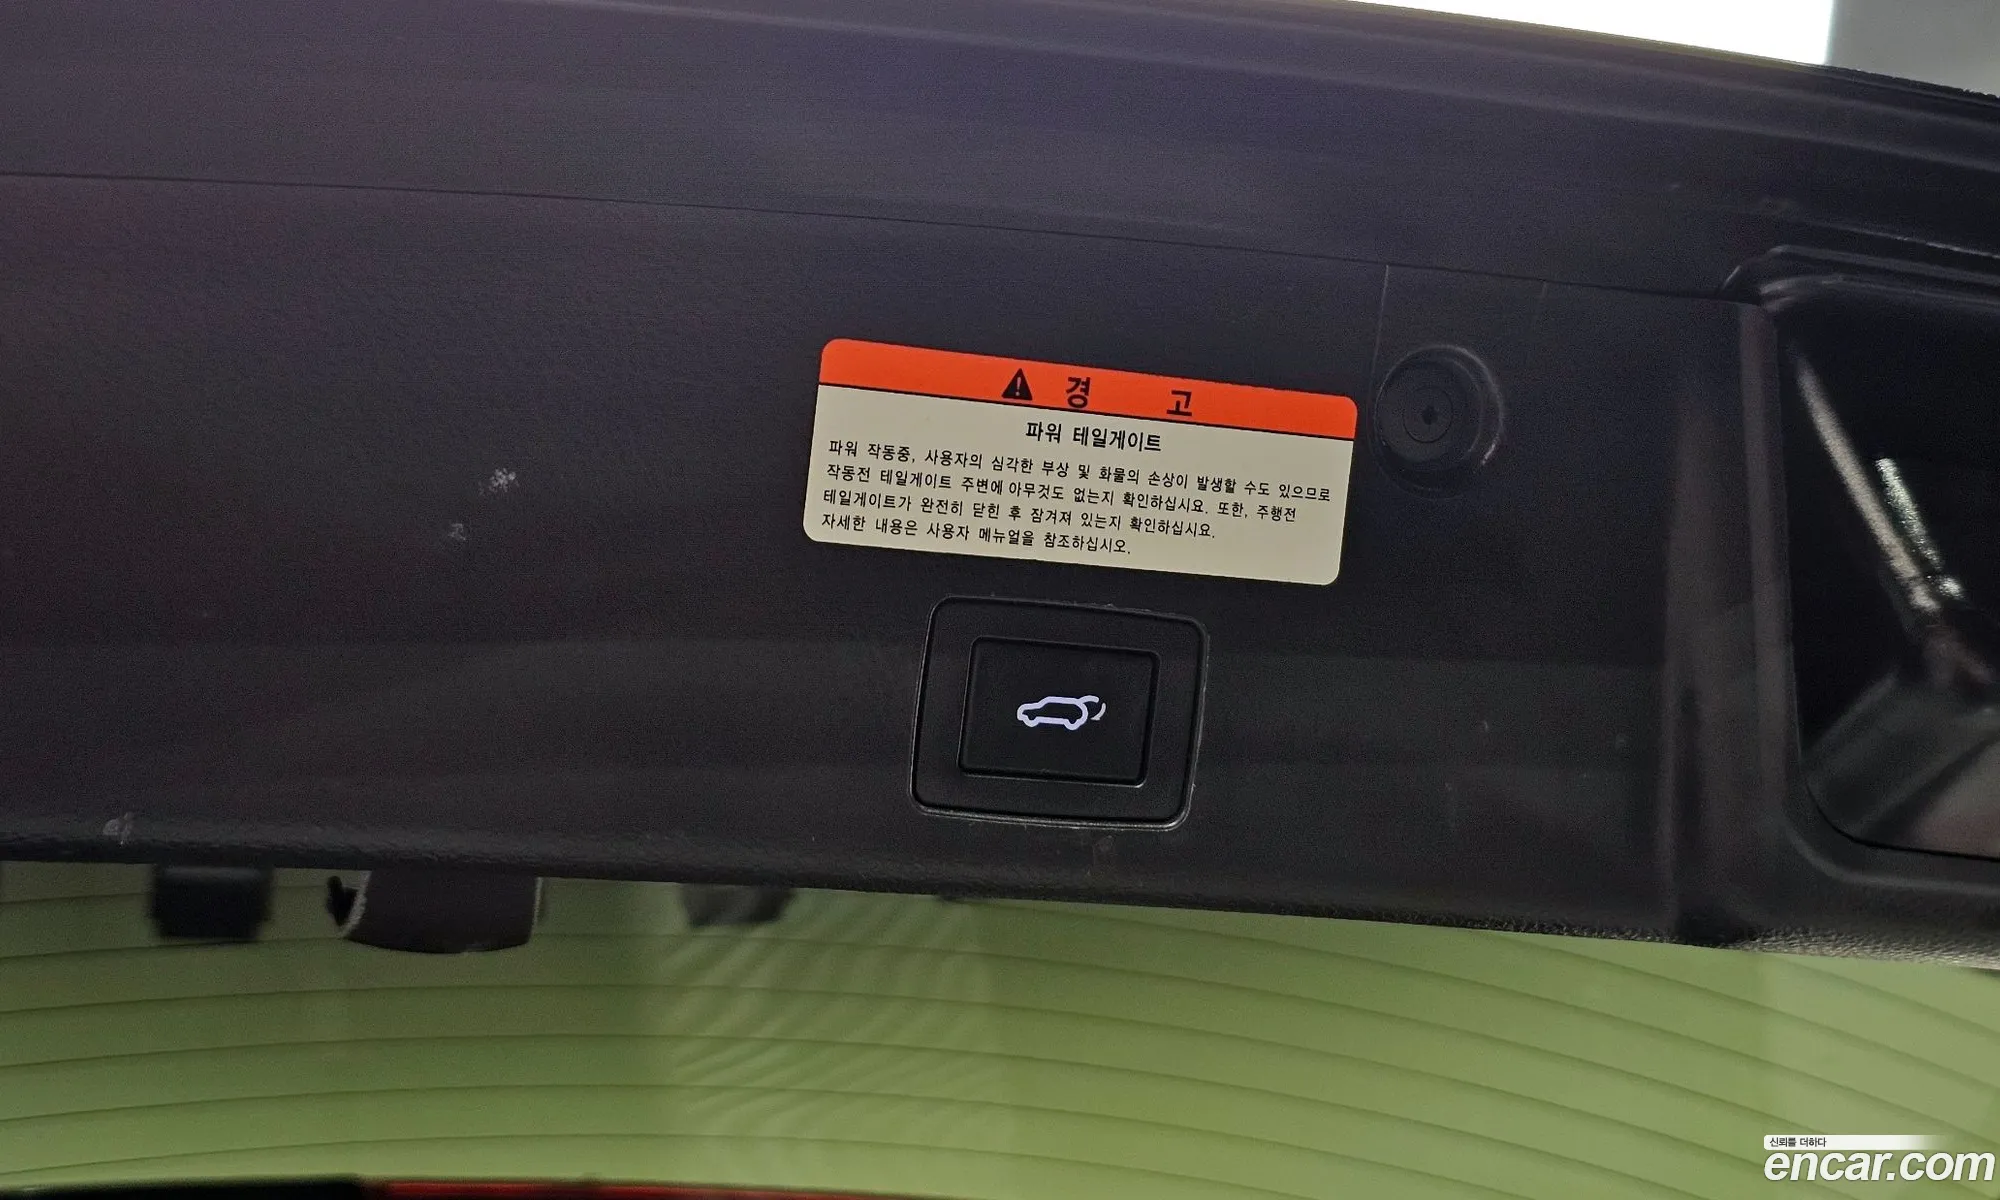 경 고
파워 테일게이트
파워 작동중, 사용자의 심각한 부상 및 화물의 손상이 발생할 수도 있으므로
작동전 테일게이트 주변에 아무것도 없는지 확인하십시요. 또한, 주행전
테일게이트가 완전히 닫힌 후 잠겨져 있는지 확인하십시요.
자세한 내용은 사용자 메뉴얼을 참조하십시오.
신뢰를 더하다
encar.com